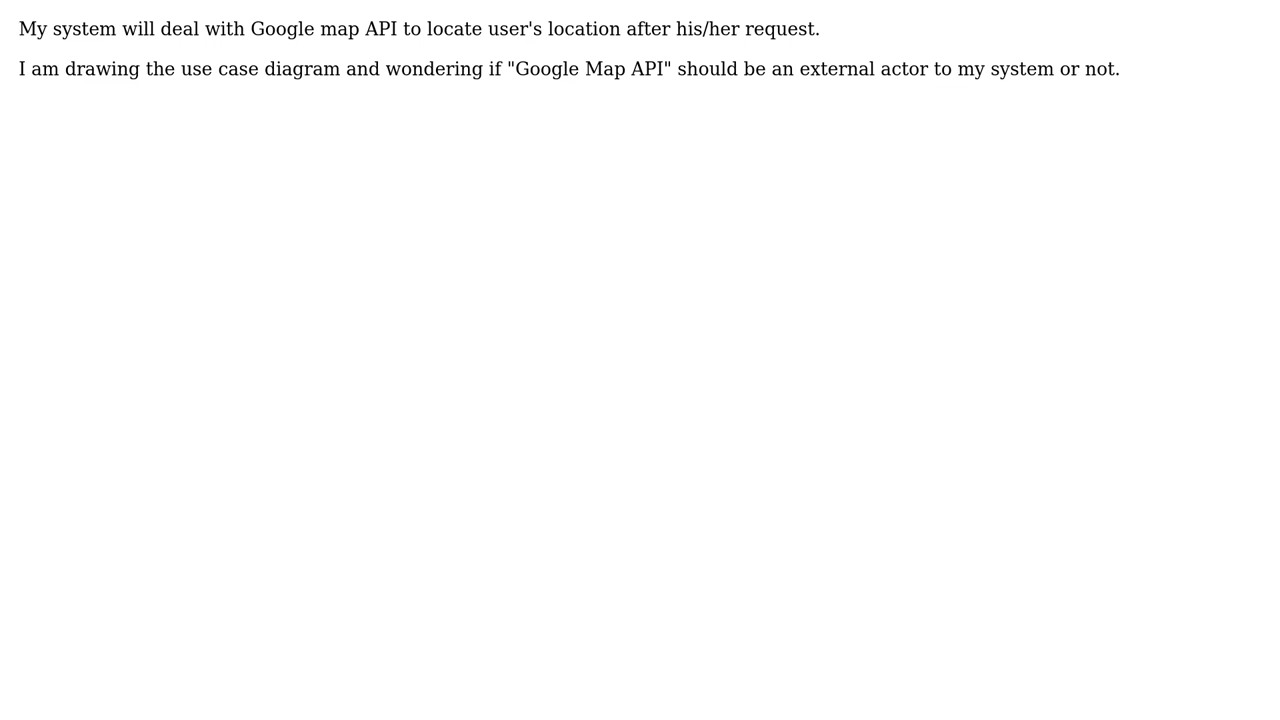 My system will deal with Google map API to locate user's location after his/her request.
I am drawing the use case diagram and wondering if "Google Map API" should be an external actor to my system or not.